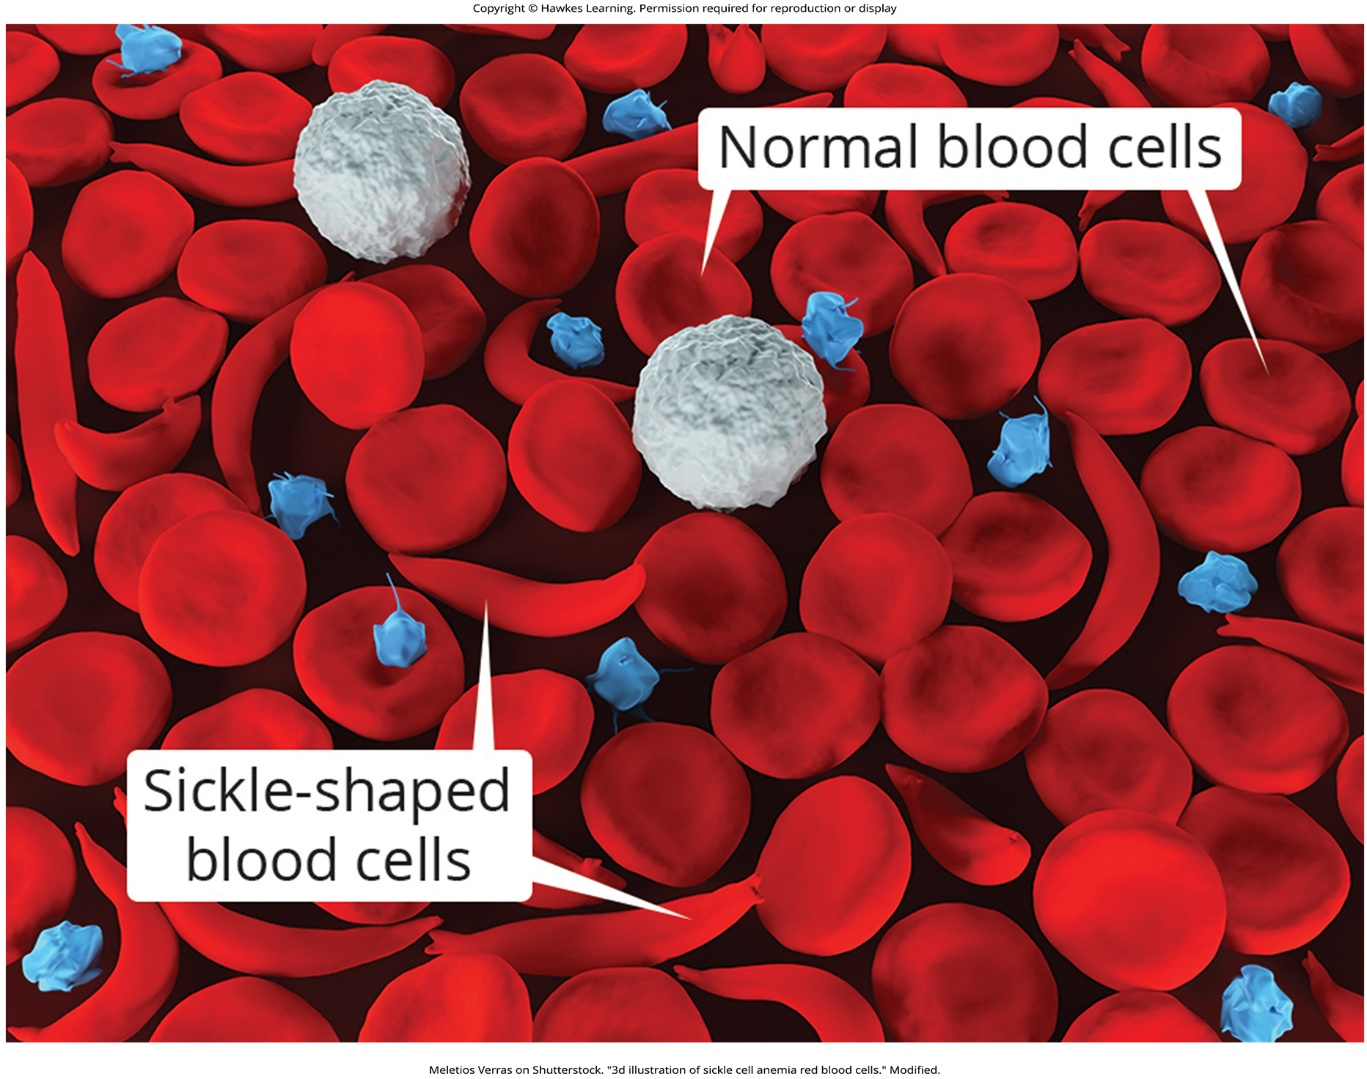 Copyright © Hawkes Learning. Permission required for reproduction or display
Normal blood cells
Sickle-shaped
blood cells
Meletios Verras on Shutterstock. "3d illustration of sickle cell anemia red blood cells." Modified.